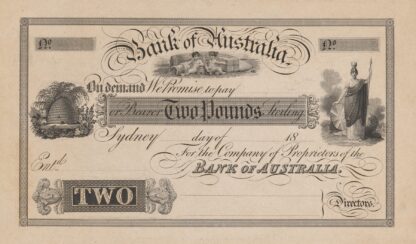 No. No.
Bank of Australia.
On demand We Promise to pay
or Bearer Two Pounds Sterling
Sydney day of 18
For the Company of Proprietors of the
Entd. BANK OF AUSTRALIA.
TWO
Directors.